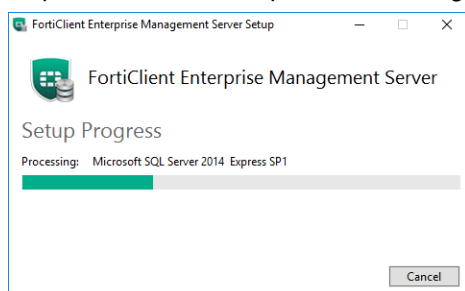 FortiClient Enterprise Management Server Setup
FortiClient Enterprise Management Server
Setup Progress
Processing: Microsoft SQL Server 2014 Express SP1
Cancel